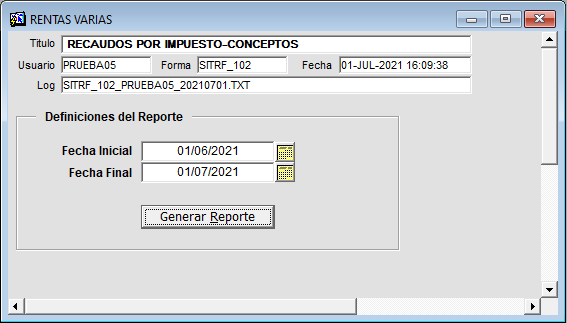 RENTAS VARIAS
Titulo RECAUDOS POR IMPUESTO-CONCEPTOS
Usuario PRUEBA05 Forma SITRF_102 Fecha 01-JUL-2021 16:09:38
Log SITRF_102_PRUEBA05_20210701.TXT
Definiciones del Reporte
Fecha Inicial 01/06/2021
Fecha Final 01/07/2021
Generar Reporte